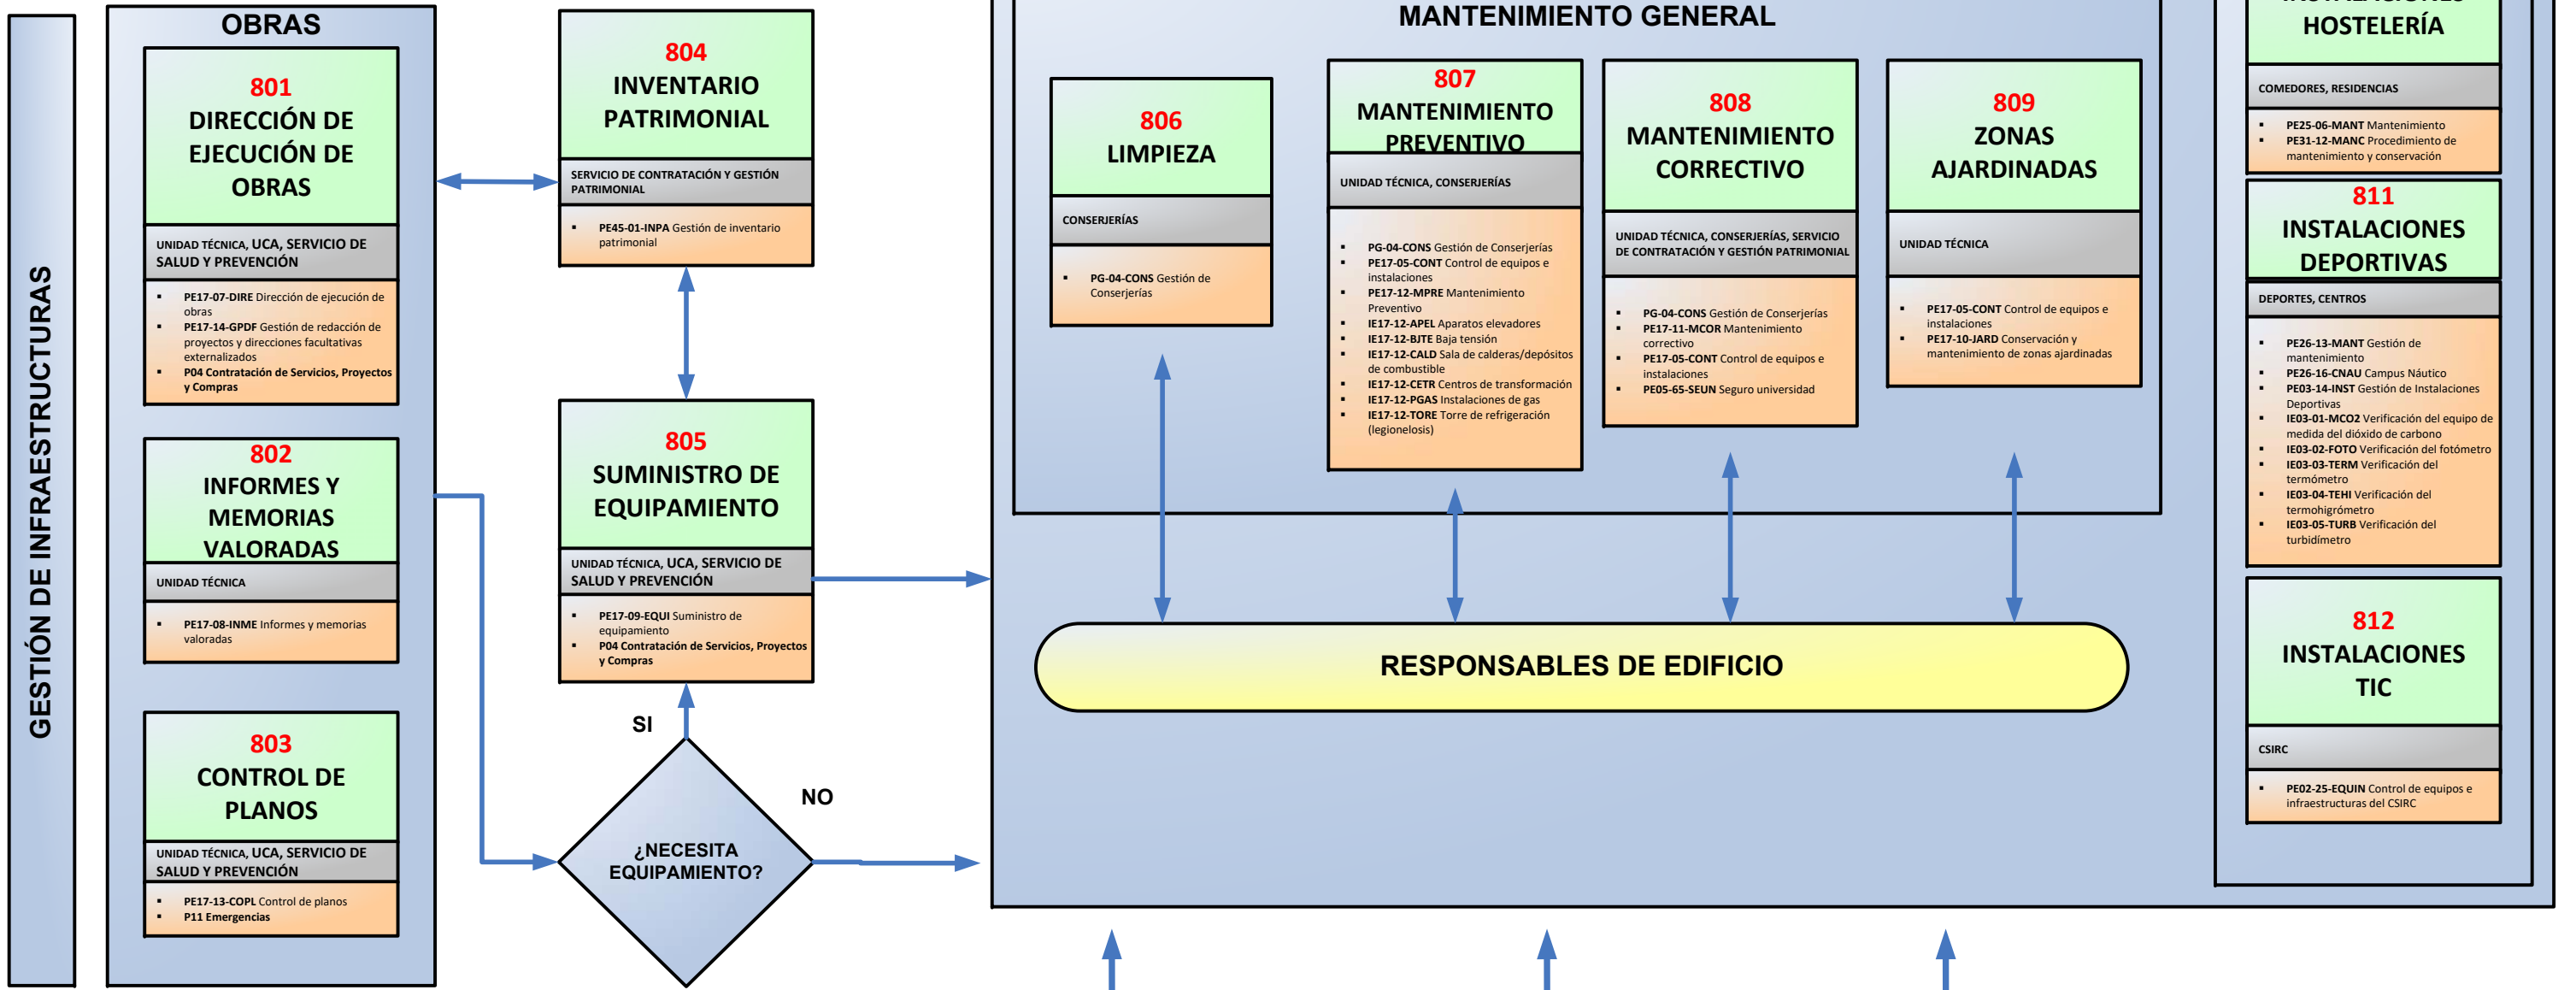 GESTIÓN DE INFRAESTRUCTURAS
OBRAS
801
DIRECCIÓN DE
EJECUCIÓN DE
OBRAS
UNIDAD TÉCNICA, UCA, SERVICIO DE
SALUD Y PREVENCIÓN
▪ PE17-07-DIRE Dirección de ejecución de
obras
▪ PE17-14-GPDF Gestión de redacción de
proyectos y direcciones facultativas
externalizados
▪ P04 Contratación de Servicios, Proyectos
y Compras
802
INFORMES Y
MEMORIAS
VALORADAS
UNIDAD TÉCNICA
▪ PE17-08-INME Informes y memorias
valoradas
803
CONTROL DE
PLANOS
UNIDAD TÉCNICA, UCA, SERVICIO DE
SALUD Y PREVENCIÓN
▪ PE17-13-COPL Control de planos
▪ P11 Emergencias
804
INVENTARIO
PATRIMONIAL
SERVICIO DE CONTRATACIÓN Y GESTIÓN
PATRIMONIAL
▪ PE45-01-INPA Gestión de inventario
patrimonial
805
SUMINISTRO DE
EQUIPAMIENTO
UNIDAD TÉCNICA, UCA, SERVICIO DE
SALUD Y PREVENCIÓN
▪ PE17-09-EQUI Suministro de
equipamiento
▪ P04 Contratación de Servicios, Proyectos
y Compras
SI
NO
¿NECESITA
EQUIPAMIENTO?
MANTENIMIENTO GENERAL
806
LIMPIEZA
CONSERJERÍAS
▪ PG-04-CONS Gestión de
Conserjerías
807
MANTENIMIENTO
PREVENTIVO
UNIDAD TÉCNICA, CONSERJERÍAS
▪ PG-04-CONS Gestión de Conserjerías
▪ PE17-05-CONT Control de equipos e
instalaciones
▪ PE17-12-MPRE Mantenimiento
Preventivo
▪ IE17-12-APEL Aparatos elevadores
▪ IE17-12-BJTE Baja tensión
▪ IE17-12-CALD Sala de calderas/depósitos
de combustible
▪ IE17-12-CETR Centros de transformación
▪ IE17-12-PGAS Instalaciones de gas
▪ IE17-12-TORE Torre de refrigeración
(legionelosis)
808
MANTENIMIENTO
CORRECTIVO
UNIDAD TÉCNICA, CONSERJERÍAS, SERVICIO
DE CONTRATACIÓN Y GESTIÓN PATRIMONIAL
▪ PG-04-CONS Gestión de Conserjerías
▪ PE17-11-MCOR Mantenimiento
correctivo
▪ PE17-05-CONT Control de equipos e
instalaciones
▪ PE05-65-SEUN Seguro universidad
809
ZONAS
AJARDINADAS
UNIDAD TÉCNICA
▪ PE17-05-CONT Control de equipos e
instalaciones
▪ PE17-10-JARD Conservación y
mantenimiento de zonas ajardinadas
RESPONSABLES DE EDIFICIO
INSTALACIONES
HOSTELERÍA
COMEDORES, RESIDENCIAS
▪ PE25-06-MANT Mantenimiento
▪ PE31-12-MANC Procedimiento de
mantenimiento y conservación
811
INSTALACIONES
DEPORTIVAS
DEPORTES, CENTROS
▪ PE26-13-MANT Gestión de
mantenimiento
▪ PE26-16-CNAU Campus Náutico
▪ PE03-14-INST Gestión de Instalaciones
Deportivas
▪ IE03-01-MCO2 Verificación del equipo de
medida del dióxido de carbono
▪ IE03-02-FOTO Verificación del fotómetro
▪ IE03-03-TERM Verificación del
termómetro
▪ IE03-04-TEHI Verificación del
termohigrómetro
▪ IE03-05-TURB Verificación del
turbidímetro
812
INSTALACIONES
TIC
CSIRC
▪ PE02-25-EQUIN Control de equipos e
infraestructuras del CSIRC